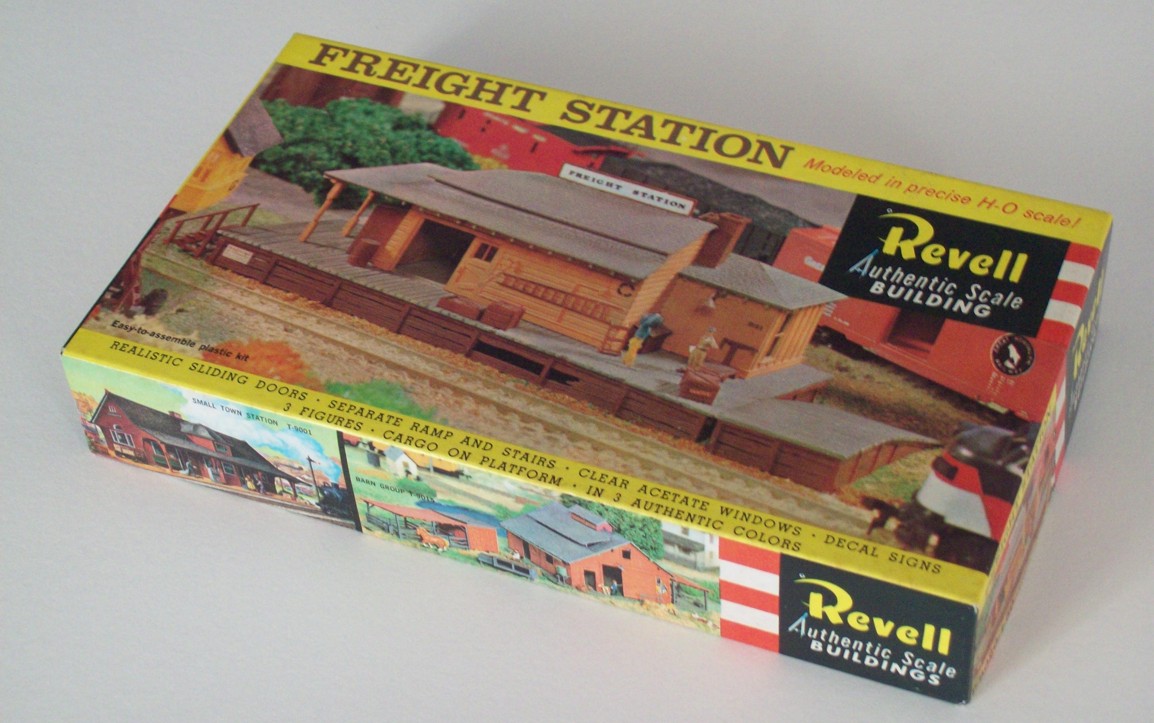 FREIGHT STATION
Modeled in precise H-O scale!
FREIGHT STATION
Revell
Authentic Scale
BUILDING
Easy-to-assemble plastic kit
REALISTIC SLIDING DOORS · SEPARATE RAMP AND STAIRS · CLEAR ACETATE WINDOWS · DECAL SIGNS
3 FIGURES · CARGO ON PLATFORM · IN 3 AUTHENTIC COLORS
SMALL TOWN STATION T-9001
BARN GROUP
Revell
Authentic Scale
BUILDINGS
Revell